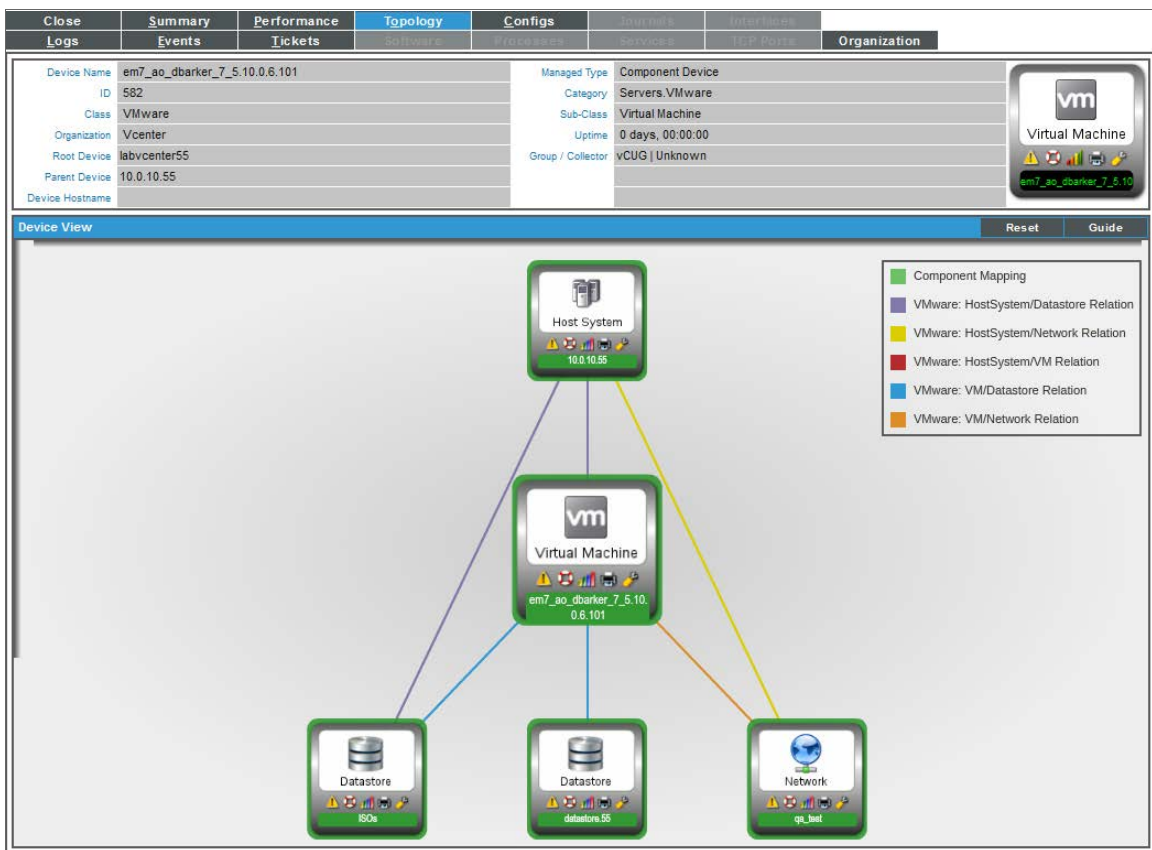 Close Summary Performance Topology Configs Journals Interfaces
Logs Events Tickets Software Processes Services TCP Ports Organization
Device Name em7_ao_dbarker_7_5.10.0.6.101 Managed Type Component Device
ID 582 Category Servers.VMware
Class VMware Sub-Class Virtual Machine
Organization Vcenter Uptime 0 days, 00:00:00
Root Device labvcenter55 Group / Collector vCUG | Unknown
Parent Device 10.0.10.55
Device Hostname
vm
Virtual Machine
em7_ao_dbarker_7_5.10
Device View Reset Guide
Component Mapping
VMware: HostSystem/Datastore Relation
VMware: HostSystem/Network Relation
VMware: HostSystem/VM Relation
VMware: VM/Datastore Relation
VMware: VM/Network Relation
Host System
10.0.10.55
vm
Virtual Machine
em7_ao_dbarker_7_5.10.
0.6.101
Datastore Datastore Network
ISOs datastore.55 qa_test